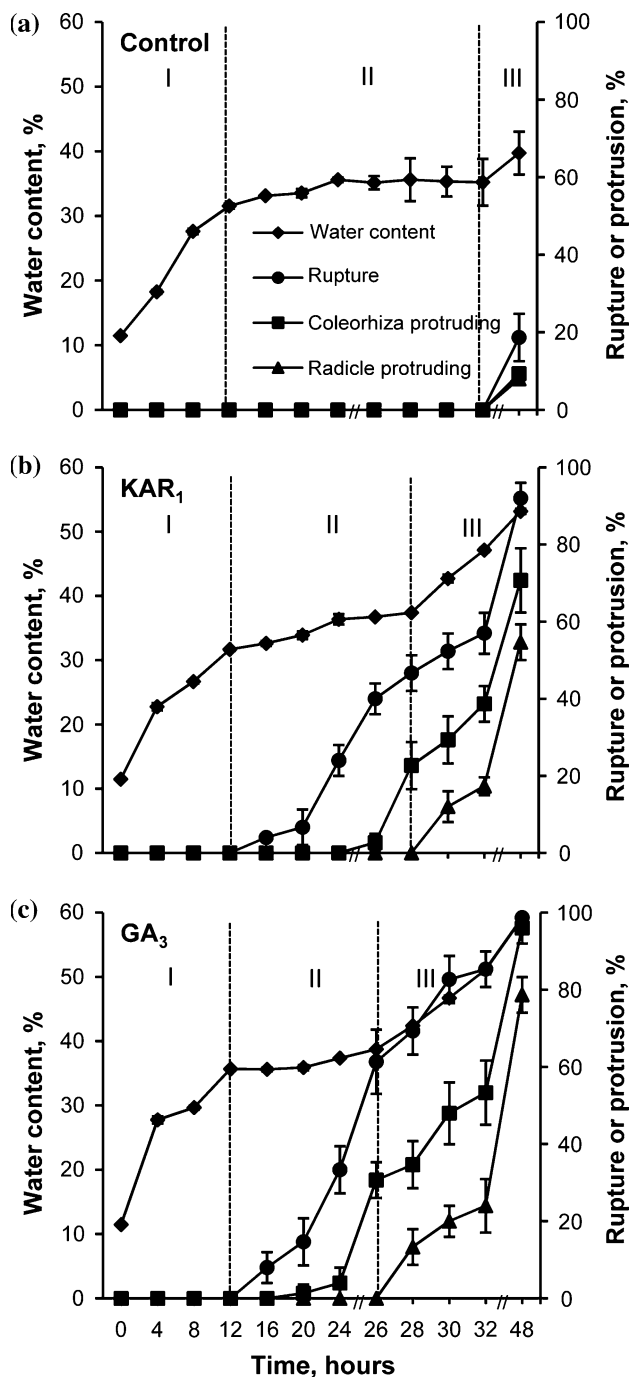 (a)
Control
I
II
III
60
50
40
30
20
10
0
Water content, %
100
80
60
40
20
0
Rupture or protrusion, %
Water content
Rupture
Coleorhiza protruding
Radicle protruding
(b)
KAR1
I
II
III
60
50
40
30
20
10
0
Water content, %
100
80
60
40
20
0
Rupture or protrusion, %
(c)
GA3
I
II
III
60
50
40
30
20
10
0
Water content, %
100
80
60
40
20
0
Rupture or protrusion, %
0 4 8 12 16 20 24 26 28 30 32 48
Time, hours